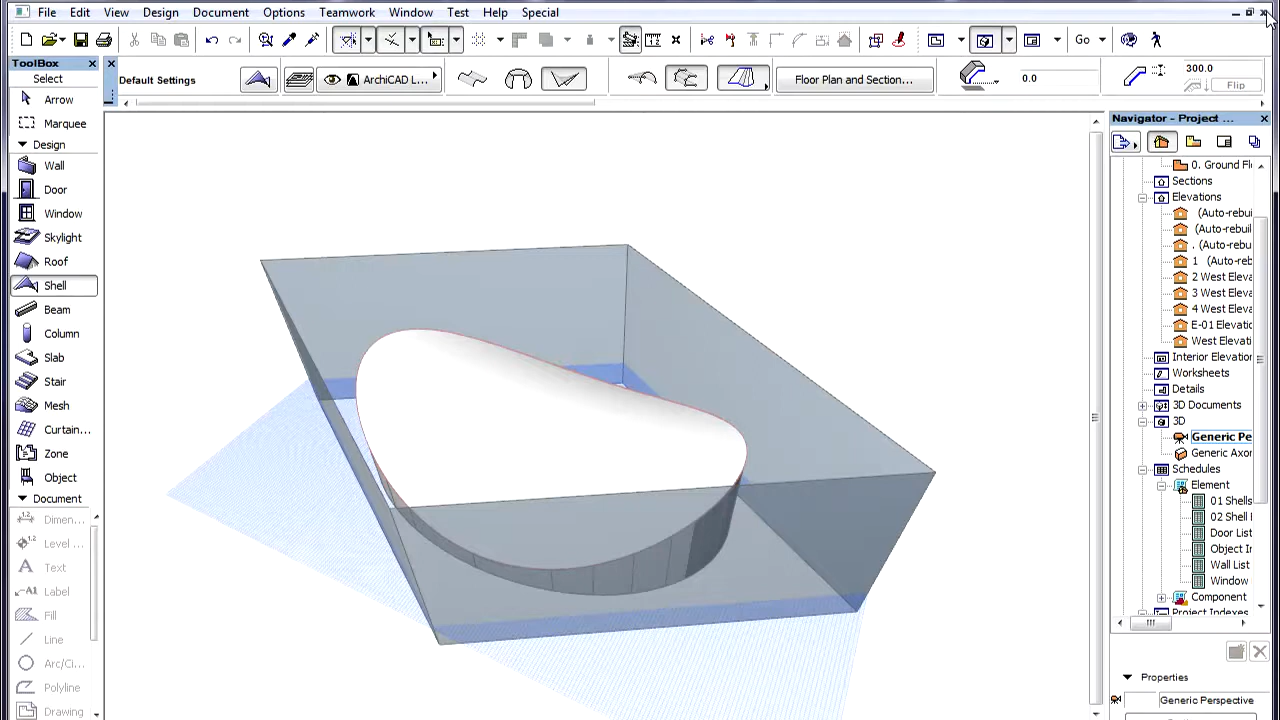 File Edit View Design Document Options Teamwork Window Test Help Special
Go
ToolBox
Select
Default Settings
ArchiCAD L...
Floor Plan and Section...
0.0
300.0
Flip
Arrow
Marquee
Design
Wall
Door
Window
Skylight
Roof
Shell
Beam
Column
Slab
Stair
Mesh
Curtain...
Zone
Object
Document
Dimen...
Level ...
Text
Label
Fill
Line
Arc/Ci...
Polyline
Drawing
Navigator - Project ...
0. Ground Fl
Sections
Elevations
(Auto-rebui
(Auto-rebuil
. (Auto-rebu
1 (Auto-reb
2 West Eleva
3 West Eleva
4 West Eleva
E-01 Elevatio
West Elevati
Interior Elevation
Worksheets
Details
3D Documents
3D
Generic Pe
Generic Axor
Schedules
Element
01 Shells
02 Shell
Door List
Object In
Wall List
Window
Component
Project Indexes
Properties
Generic Perspective